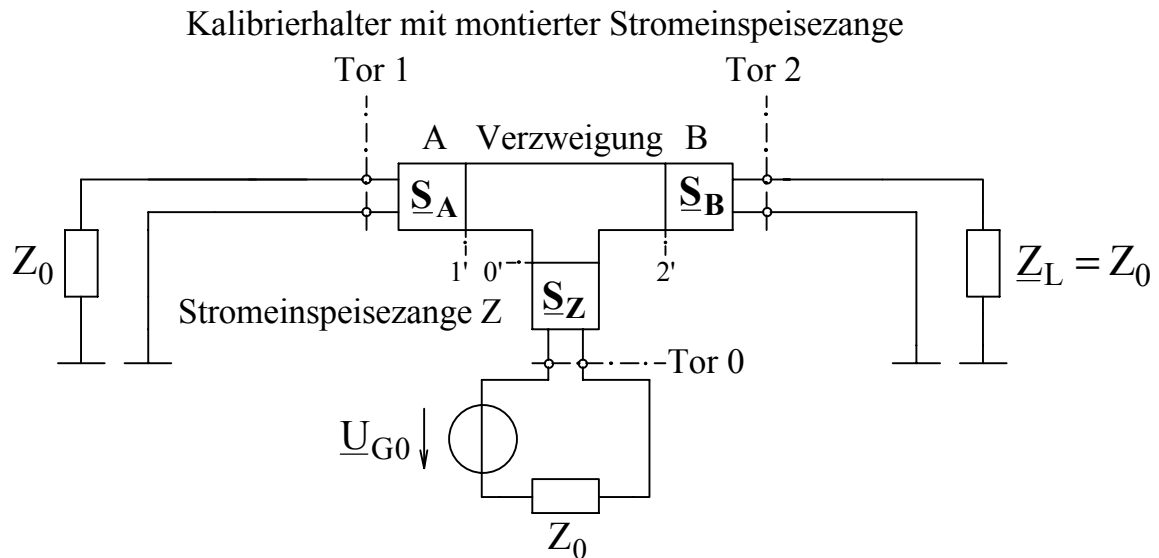 Kalibrierhalter mit montierter Stromeinspeisezange
Tor 1
Tor 2
A Verzweigung B
S_A
S_B
Z_0
1' 0' 2'
Z_L = Z_0
S_Z
Stromeinspeisezange Z
Tor 0
U_G0
Z_0